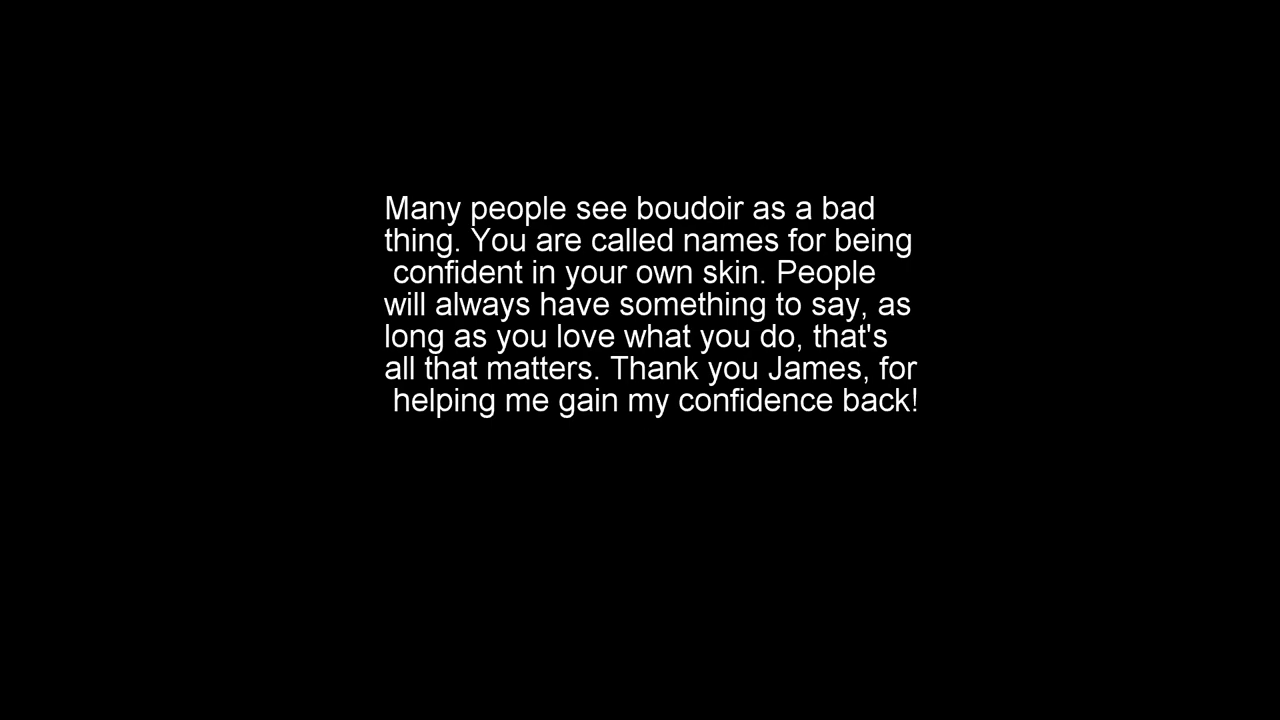 Many people see boudoir as a bad
thing. You are called names for being
confident in your own skin. People
will always have something to say, as
long as you love what you do, that's
all that matters. Thank you James, for
helping me gain my confidence back!